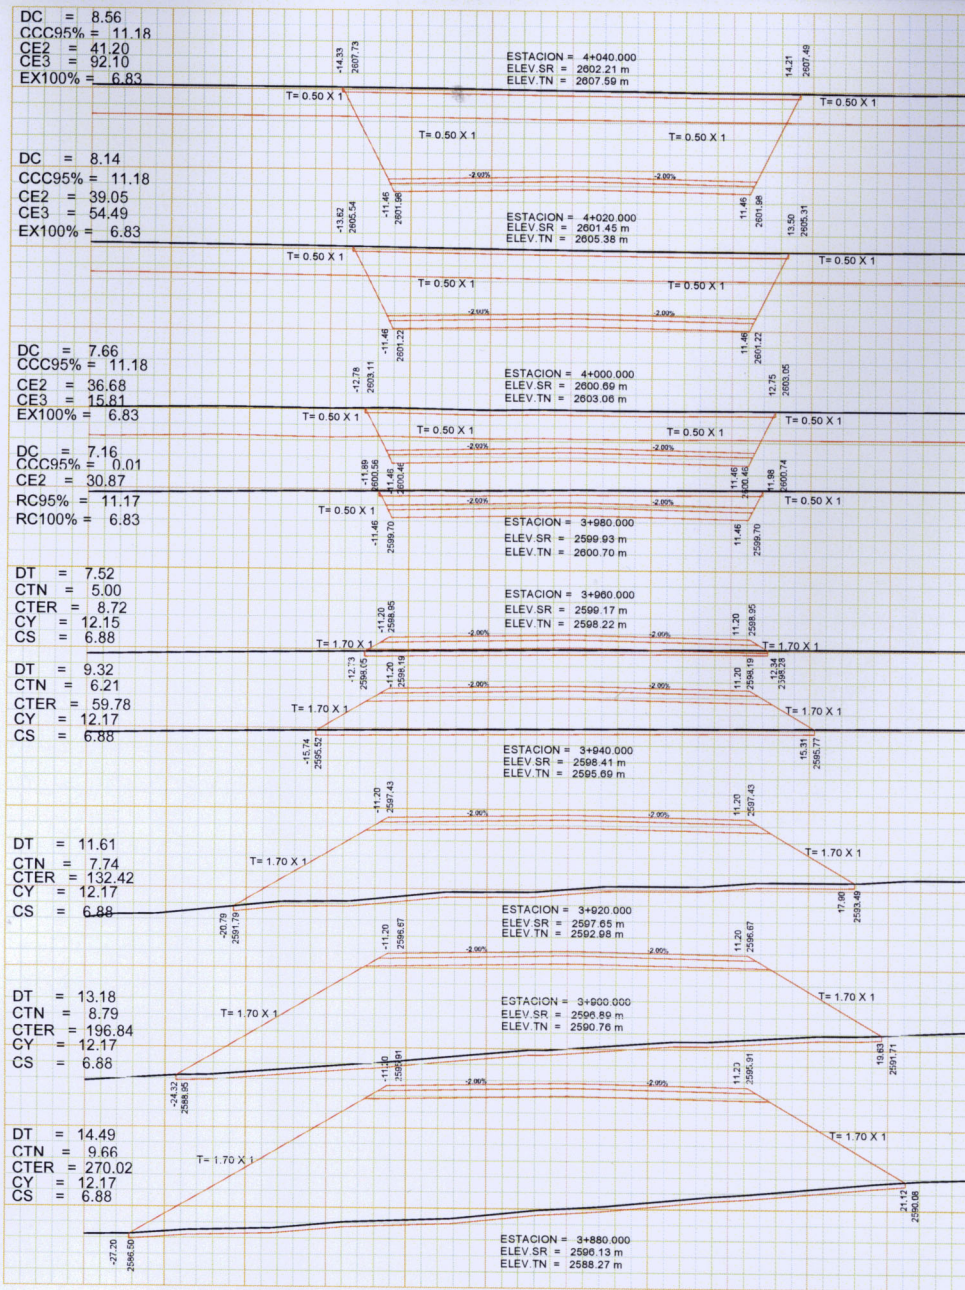 DC = 8.56
CCC95% = 11.18
CE2 = 41.20
CE3 = 92.10
EX100% = 6.83
-14.33
2607.73
ESTACION = 4+040.000
ELEV.SR = 2602.21 m
ELEV.TN = 2607.59 m
14.21
2607.49
T= 0.50 X 1
T= 0.50 X 1
T= 0.50 X 1
T= 0.50 X 1
-2.00%
-2.00%
-11.46
2601.98
11.46
2601.98
DC = 8.14
CCC95% = 11.18
CE2 = 39.05
CE3 = 54.49
EX100% = 6.83
-13.62
2605.54
ESTACION = 4+020.000
ELEV.SR = 2601.45 m
ELEV.TN = 2605.38 m
13.50
2605.31
T= 0.50 X 1
T= 0.50 X 1
T= 0.50 X 1
T= 0.50 X 1
-2.00%
-2.00%
-11.46
2601.22
11.46
2601.22
DC = 7.66
CCC95% = 11.18
CE2 = 36.68
CE3 = 15.81
EX100% = 6.83
-12.78
2603.11
ESTACION = 4+000.000
ELEV.SR = 2600.69 m
ELEV.TN = 2603.06 m
12.75
2603.05
T= 0.50 X 1
T= 0.50 X 1
T= 0.50 X 1
T= 0.50 X 1
-2.00%
-2.00%
-11.46
2600.46
11.46
2600.46
DC = 7.16
CCC95% = 0.01
CE2 = 30.87
RC95% = 11.17
RC100% = 6.83
-11.89
2600.56
11.98
2600.74
T= 0.50 X 1
T= 0.50 X 1
-2.00%
-2.00%
-11.46
2599.70
11.46
2599.70
ESTACION = 3+980.000
ELEV.SR = 2599.93 m
ELEV.TN = 2600.70 m
DT = 7.52
CTN = 5.00
CTER = 8.72
CY = 12.15
CS = 6.88
ESTACION = 3+960.000
ELEV.SR = 2599.17 m
ELEV.TN = 2598.22 m
-11.20
2598.95
11.20
2598.95
-2.00%
-2.00%
T= 1.70 X 1
T= 1.70 X 1
-12.73
2598.05
12.34
2598.28
DT = 9.32
CTN = 6.21
CTER = 59.78
CY = 12.17
CS = 6.88
-11.20
2598.19
11.20
2598.19
-2.00%
-2.00%
T= 1.70 X 1
T= 1.70 X 1
-15.74
2595.52
15.31
2595.77
ESTACION = 3+940.000
ELEV.SR = 2598.41 m
ELEV.TN = 2595.69 m
DT = 11.61
CTN = 7.74
CTER = 132.42
CY = 12.17
CS = 6.88
-11.20
2597.43
11.20
2597.43
-2.00%
-2.00%
T= 1.70 X 1
T= 1.70 X 1
-20.79
2591.79
17.90
2593.49
ESTACION = 3+920.000
ELEV.SR = 2597.65 m
ELEV.TN = 2592.98 m
DT = 13.18
CTN = 8.79
CTER = 196.84
CY = 12.17
CS = 6.88
-11.20
2596.67
11.20
2596.67
-2.00%
-2.00%
T= 1.70 X 1
T= 1.70 X 1
ESTACION = 3+900.000
ELEV.SR = 2596.89 m
ELEV.TN = 2590.76 m
-24.32
2588.95
19.63
2591.71
DT = 14.49
CTN = 9.66
CTER = 270.02
CY = 12.17
CS = 6.88
-11.20
2595.91
11.20
2595.91
-2.00%
-2.00%
T= 1.70 X 1
T= 1.70 X 1
-27.20
2586.50
21.12
2590.08
ESTACION = 3+880.000
ELEV.SR = 2596.13 m
ELEV.TN = 2588.27 m